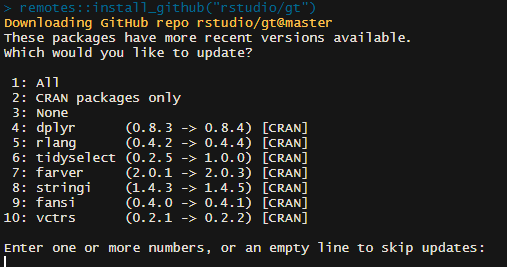 > remotes::install_github("rstudio/gt")
Downloading GitHub repo rstudio/gt@master
These packages have more recent versions available.
Which would you like to update?
1: All
2: CRAN packages only
3: None
4: dplyr (0.8.3 -> 0.8.4) [CRAN]
5: rlang (0.4.2 -> 0.4.4) [CRAN]
6: tidyselect (0.2.5 -> 1.0.0) [CRAN]
7: farver (2.0.1 -> 2.0.3) [CRAN]
8: stringi (1.4.3 -> 1.4.5) [CRAN]
9: fansi (0.4.0 -> 0.4.1) [CRAN]
10: vctrs (0.2.1 -> 0.2.2) [CRAN]
Enter one or more numbers, or an empty line to skip updates: